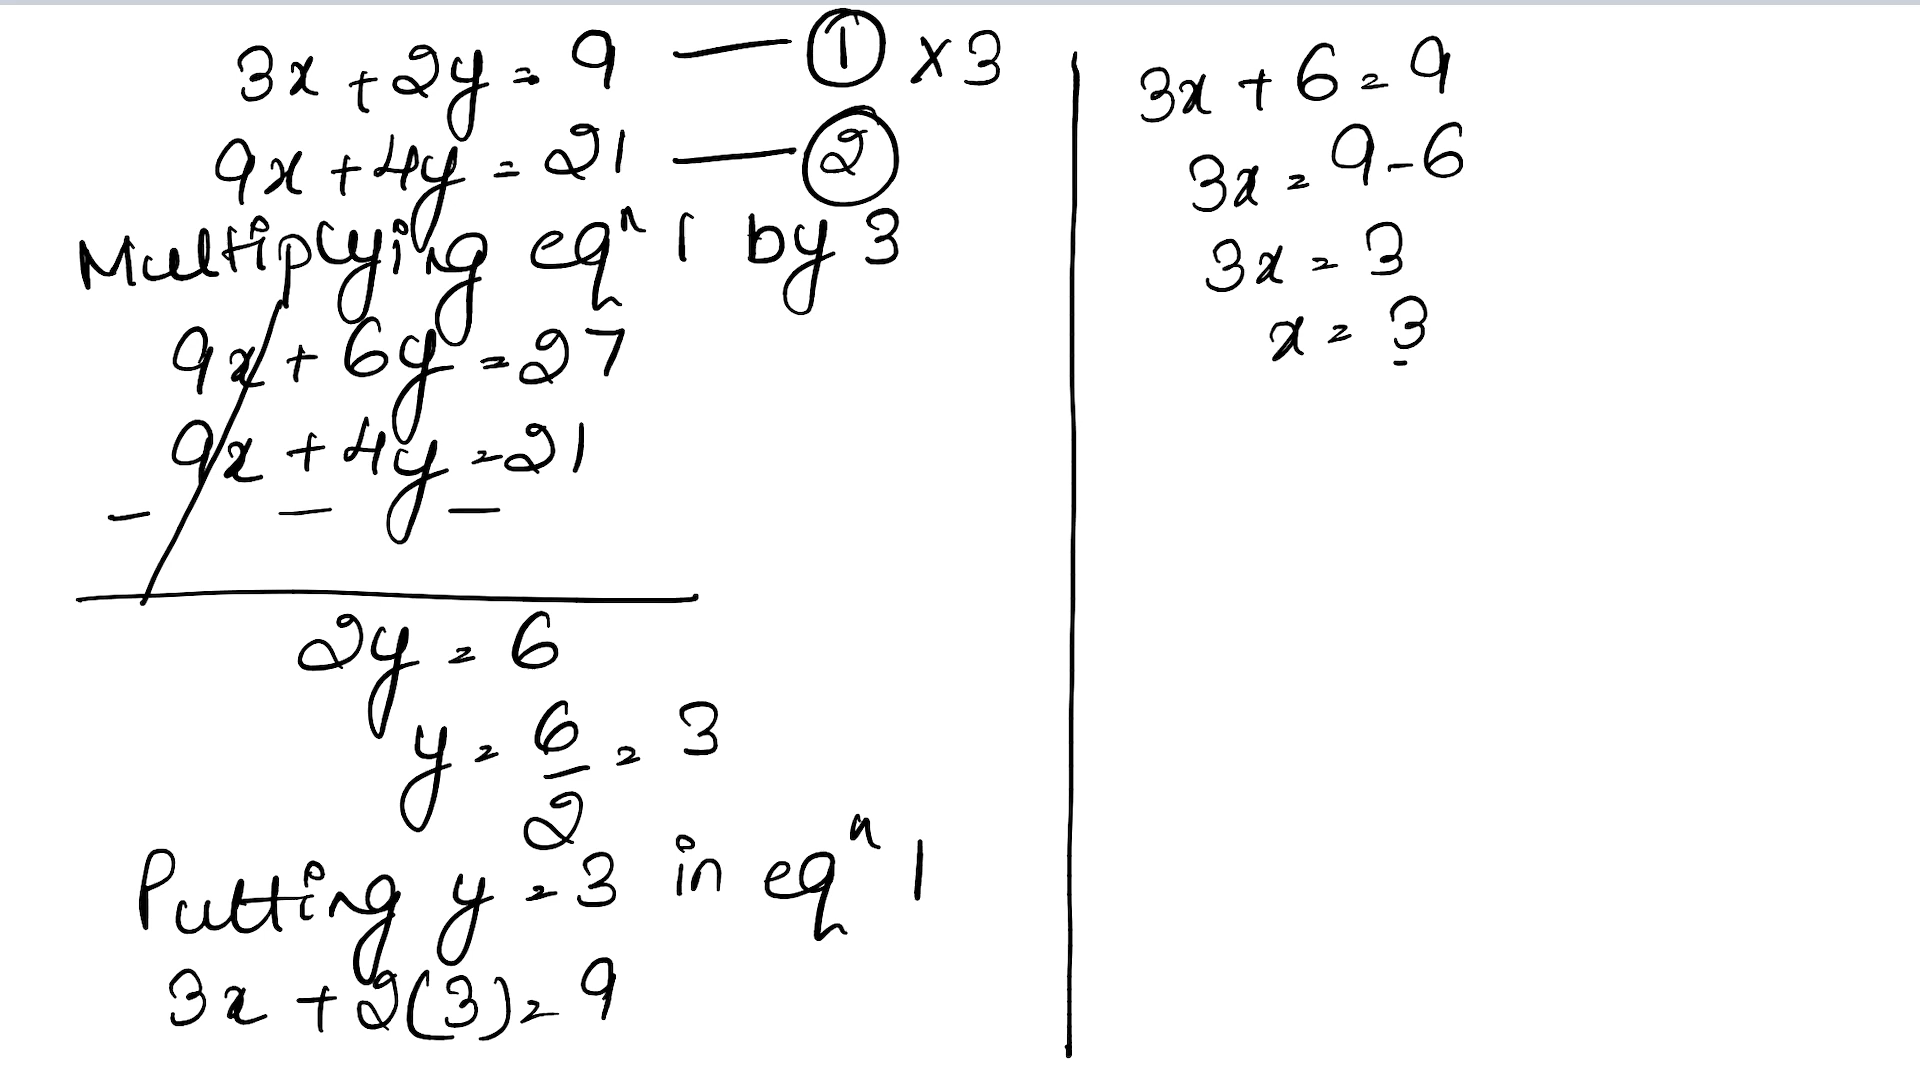 3x + 2y = 9 — ① × 3
9x + 4y = 21 — ②
Multiplying eqⁿ 1 by 3
9x + 6y = 27
9x + 4y = 21
− − −
2y = 6
y = 6/2 = 3
Putting y = 3 in eqⁿ 1
3x + 2(3) = 9
3x + 6 = 9
3x = 9 - 6
3x = 3
x = 3